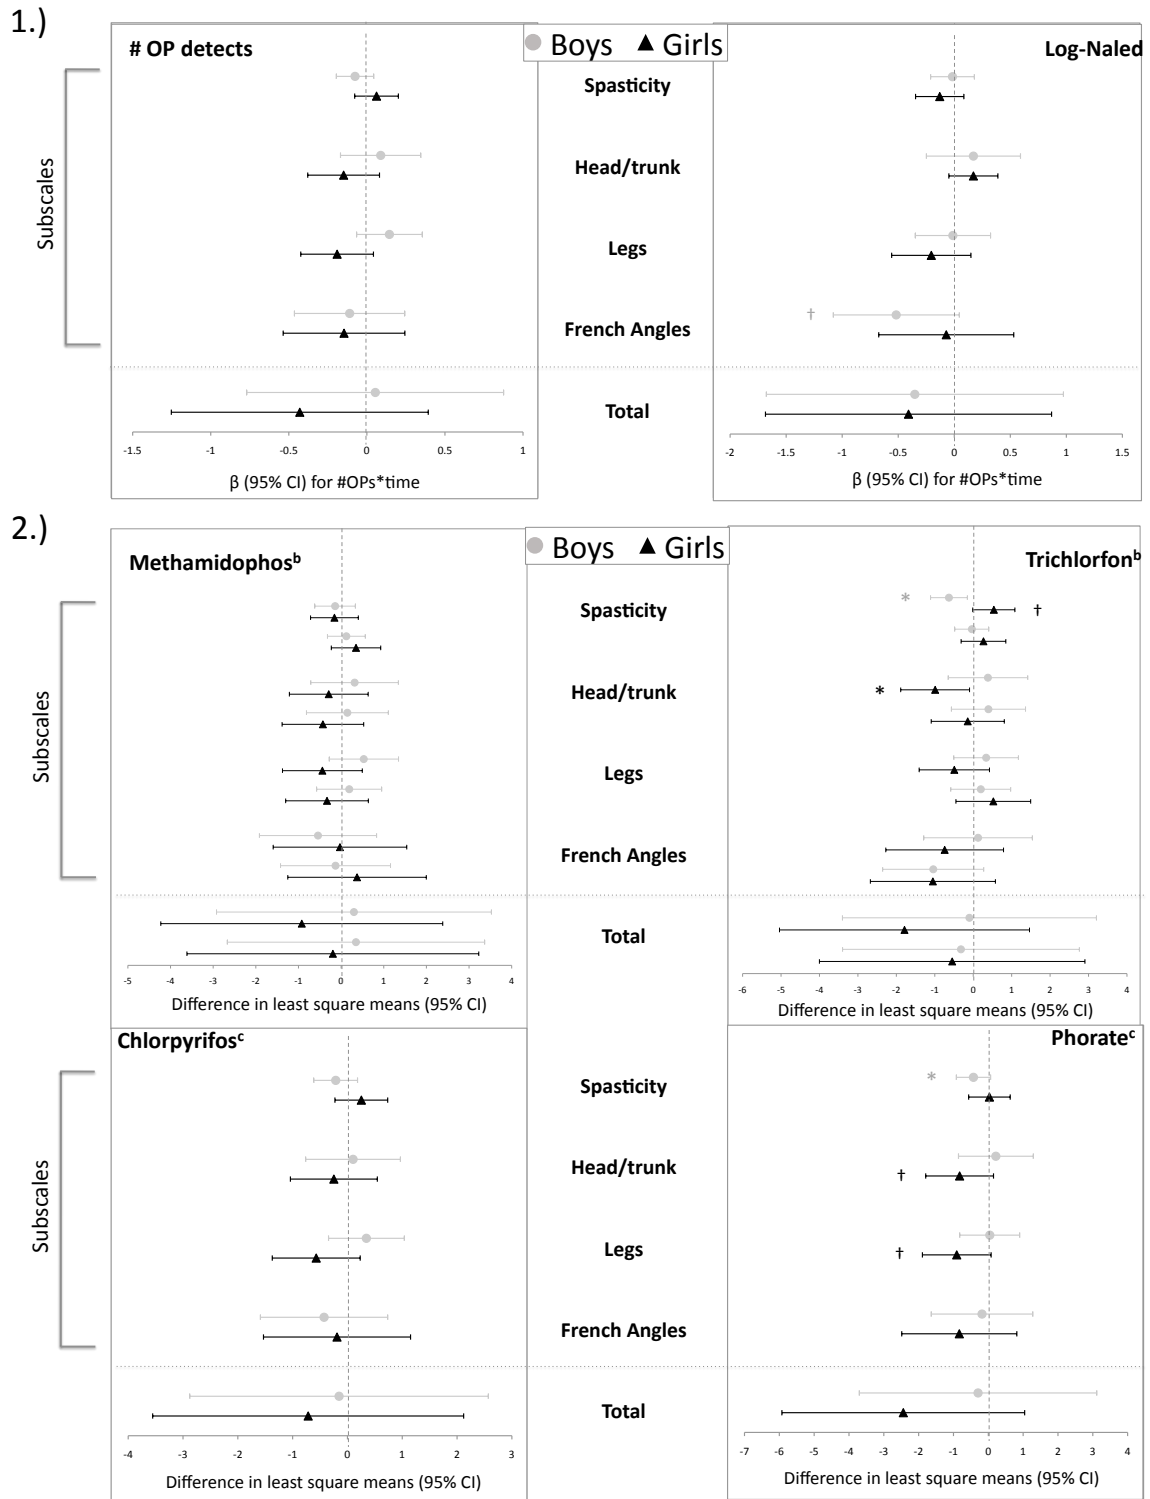 1.)
# OP detects
Boys Girls
Log-Naled
Subscales
Spasticity
Head/trunk
Legs
†
French Angles
Total
-1.5 -1 -0.5 0 0.5 1
-2 -1.5 -1 -0.5 0 0.5 1 1.5
β (95% CI) for #OPs*time
β (95% CI) for #OPs*time
2.)
Methamidophosᵇ
Boys Girls
Trichlorfonᵇ
Subscales
Spasticity
* †
Head/trunk
*
Legs
French Angles
Total
-5 -4 -3 -2 -1 0 1 2 3 4
-6 -5 -4 -3 -2 -1 0 1 2 3 4
Difference in least square means (95% CI)
Difference in least square means (95% CI)
Chlorpyrifosᶜ
Phorateᶜ
Subscales
Spasticity
*
Head/trunk
†
Legs
†
French Angles
Total
-4 -3 -2 -1 0 1 2 3
-7 -6 -5 -4 -3 -2 -1 0 1 2 3 4
Difference in least square means (95% CI)
Difference in least square means (95% CI)